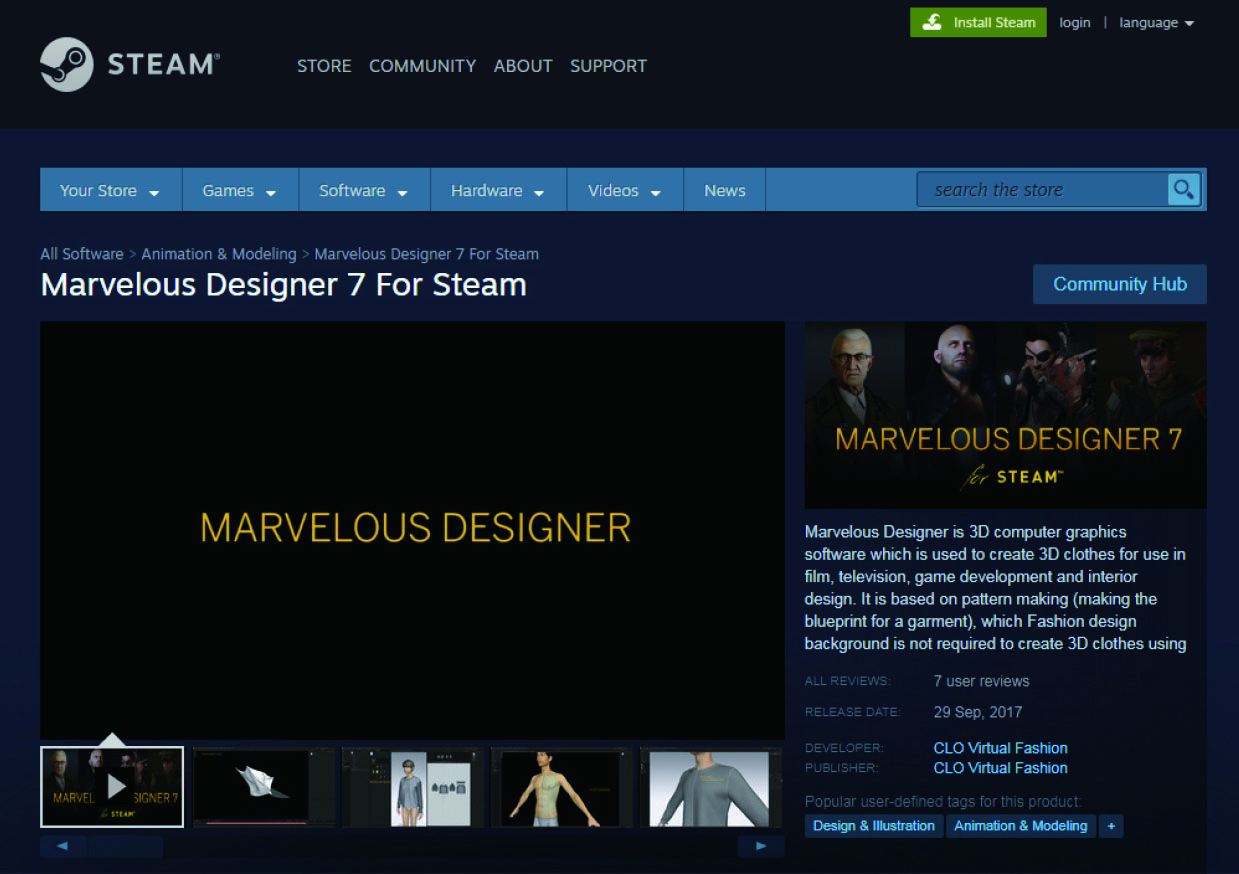 Install Steam
login
|
language
STEAM®
STORE
COMMUNITY
ABOUT
SUPPORT
Your Store
Games
Software
Hardware
Videos
News
search the store
All Software > Animation & Modeling > Marvelous Designer 7 For Steam
Marvelous Designer 7 For Steam
Community Hub
MARVELOUS DESIGNER
MARVELOUS DESIGNER 7
for STEAM™
Marvelous Designer is 3D computer graphics
software which is used to create 3D clothes for use in
film, television, game development and interior
design. It is based on pattern making (making the
blueprint for a garment), which Fashion design
background is not required to create 3D clothes using
ALL REVIEWS: 7 user reviews
RELEASE DATE: 29 Sep, 2017
DEVELOPER: CLO Virtual Fashion
PUBLISHER: CLO Virtual Fashion
Popular user-defined tags for this product:
Design & Illustration
Animation & Modeling
+
MARVEL SIGNER 7
for STEAM